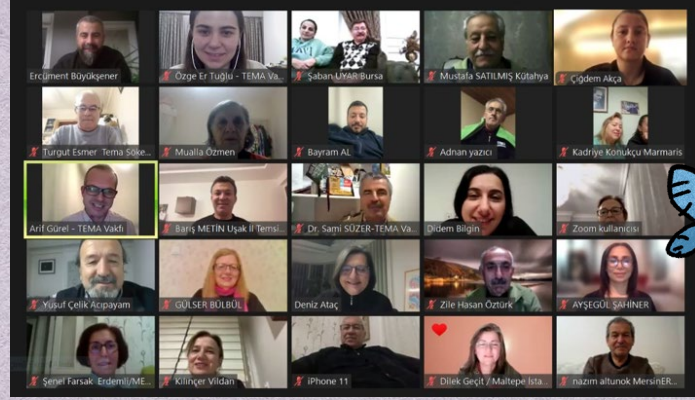 Ercüment Büyükşener
Özge Er Tuğlu - TEMA Va...
Şaban UYAR Bursa
Mustafa SATILMIŞ Kütahya
Çiğdem Akça
Turgut Esmer Tema Söke...
Mualla Özmen
Bayram AL
Adnan yazıcı
Kadriye Konukçu Marmaris
Arif Gürel - TEMA Vakfı
Barış METİN Uşak İl Temsi...
Dr. Sami SÜZER-TEMA Va...
Didem Bilgin
Zoom kullanıcısı
Yusuf Çelik Acıpayam
GÜLSER BÜLBÜL
Deniz Ataç
Zile Hasan Öztürk
AYŞEGÜL ŞAHİNER
Şenel Farsak Erdemli/ME...
Kılınçer Vildan
iPhone 11
Dilek Geçit / Maltepe İsta...
nazım altunok MersinER...